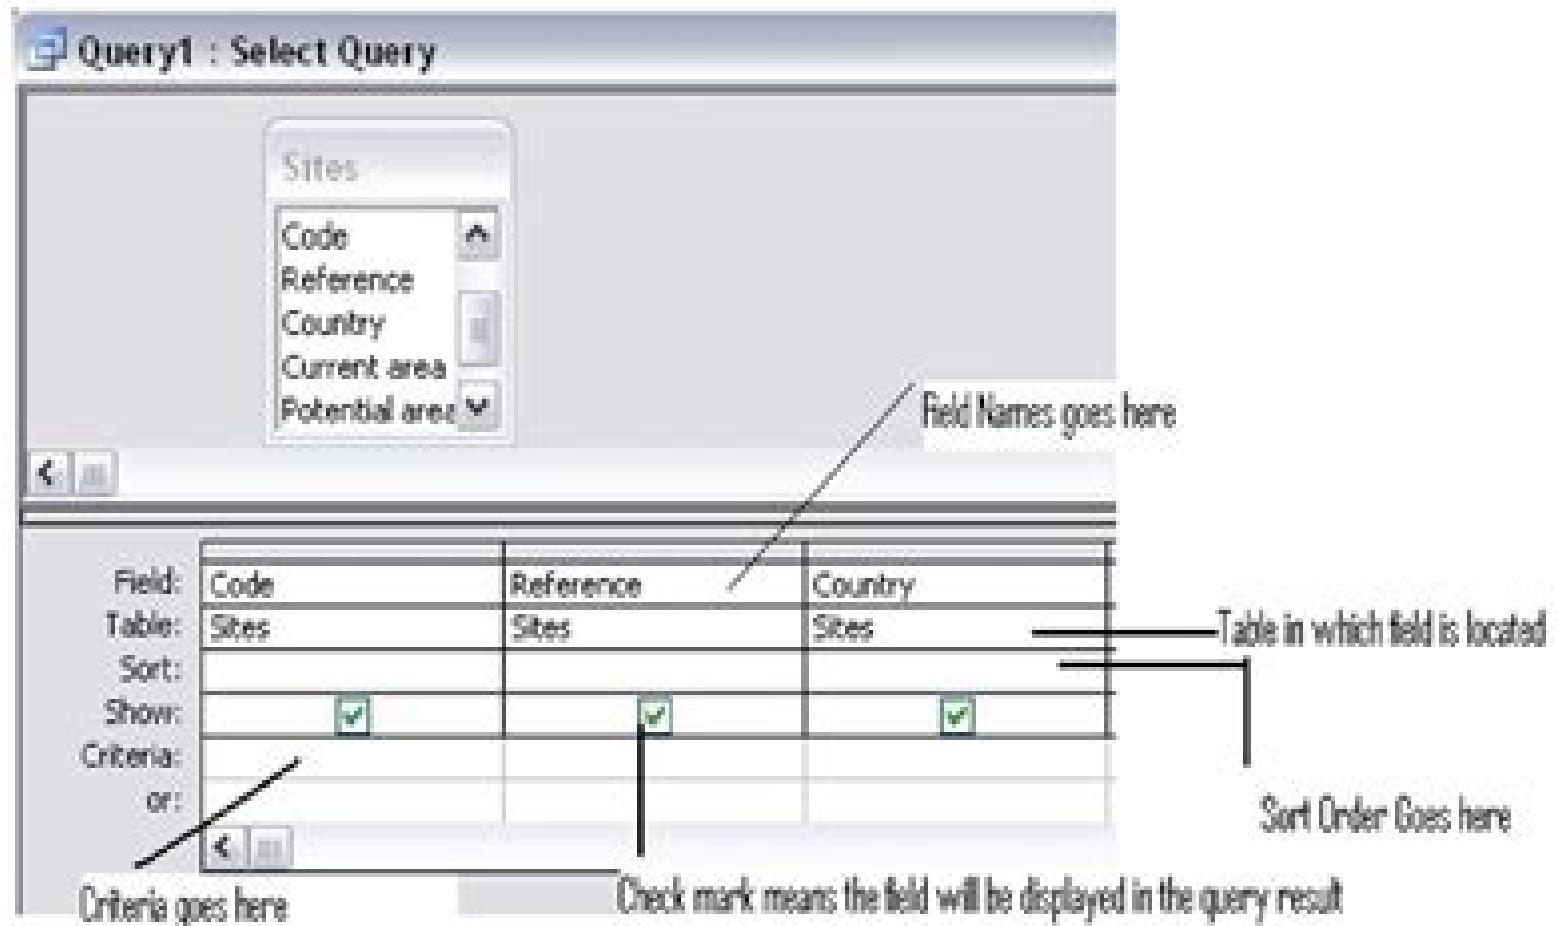 Query1 : Select Query
Sites
Code
Reference
Country
Current area
Potential area
Field Names goes here
Field: Code Reference Country
Table: Sites Sites Sites
Table in which field is located
Sort:
Show:
Criteria:
or:
Sort Order Goes here
Criteria goes here
Check mark means the field will be displayed in the query result